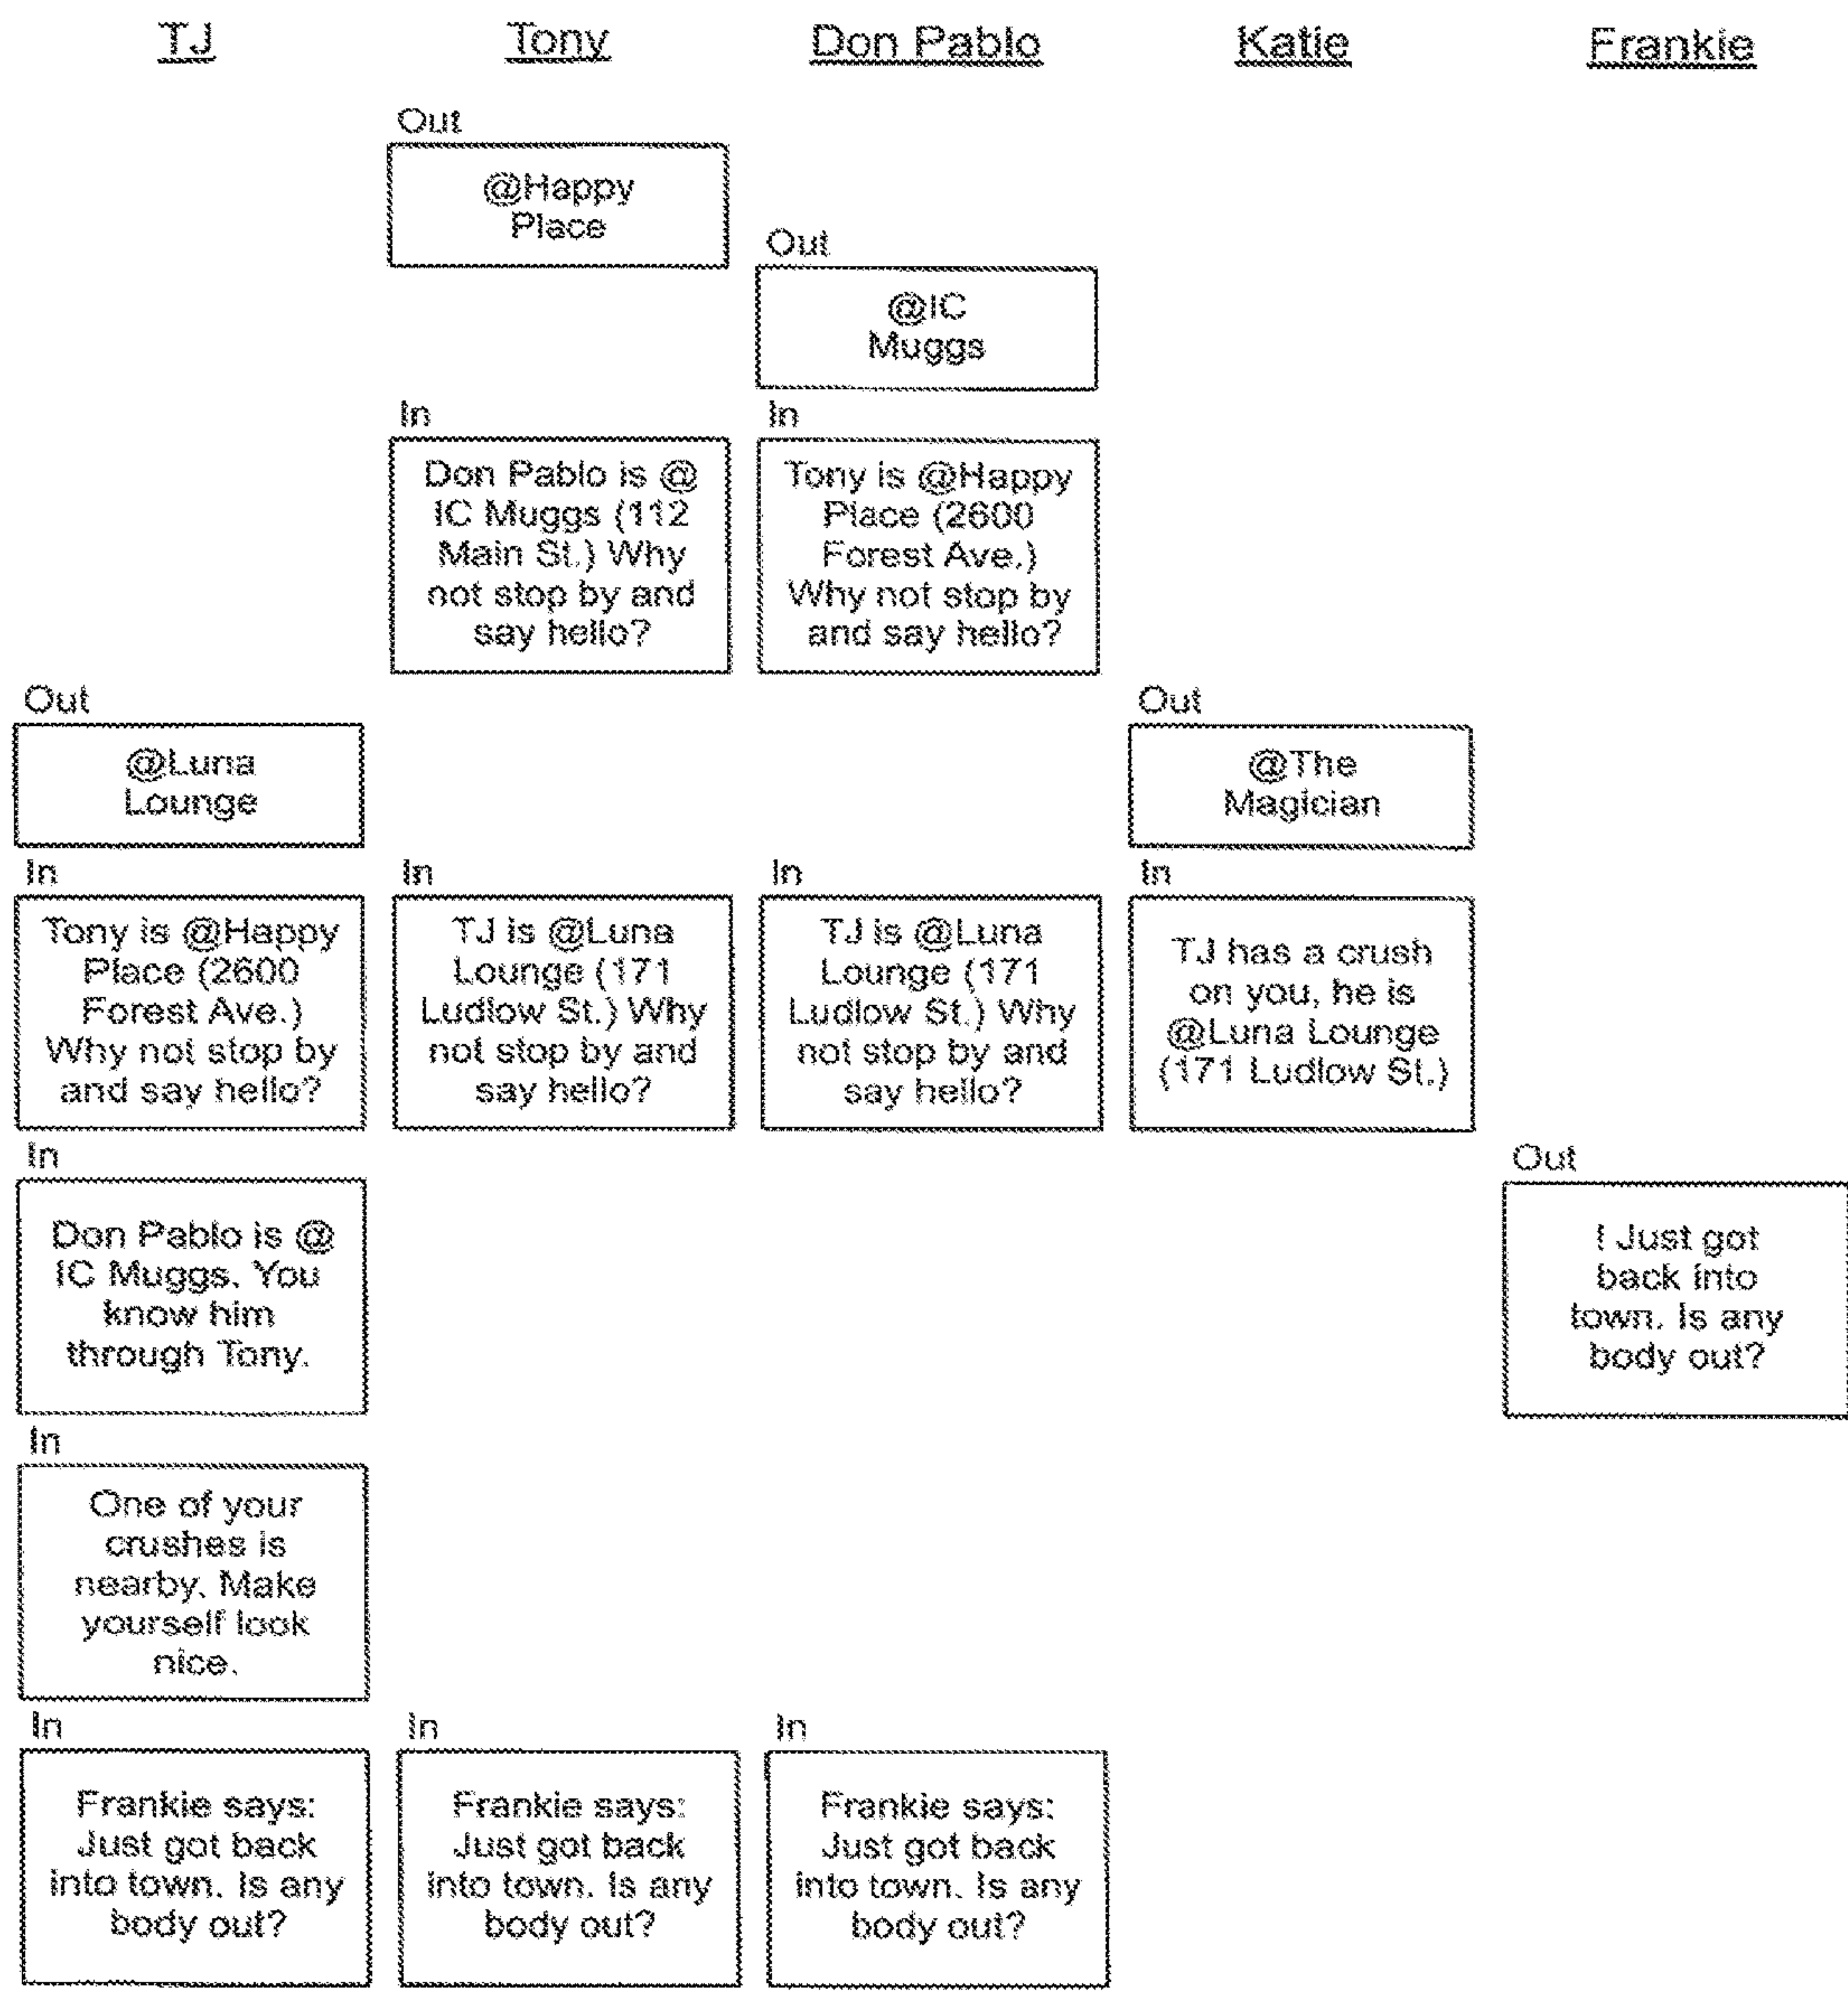 TJ
Tony
Don Pablo
Katie
Frankie
Out
@Happy
Place
Out
@IC
Muggs
In
Don Pablo is @
IC Muggs (112
Main St.) Why
not stop by and
say hello?
In
Tony is @Happy
Place (2600
Forest Ave.)
Why not stop by
and say hello?
Out
@Luna
Lounge
Out
@The
Magician
In
Tony is @Happy
Place (2600
Forest Ave.)
Why not stop by
and say hello?
In
TJ is @Luna
Lounge (171
Ludlow St.) Why
not stop by and
say hello?
In
TJ is @Luna
Lounge (171
Ludlow St.) Why
not stop by and
say hello?
In
TJ has a crush
on you, he is
@Luna Lounge
(171 Ludlow St.)
In
Don Pablo is @
IC Muggs. You
know him
through Tony.
Out
! Just got
back into
town. Is any
body out?
In
One of your
crushes is
nearby. Make
yourself look
nice.
In
Frankie says:
Just got back
into town. Is any
body out?
In
Frankie says:
Just got back
into town. Is any
body out?
In
Frankie says:
Just got back
into town. Is any
body out?